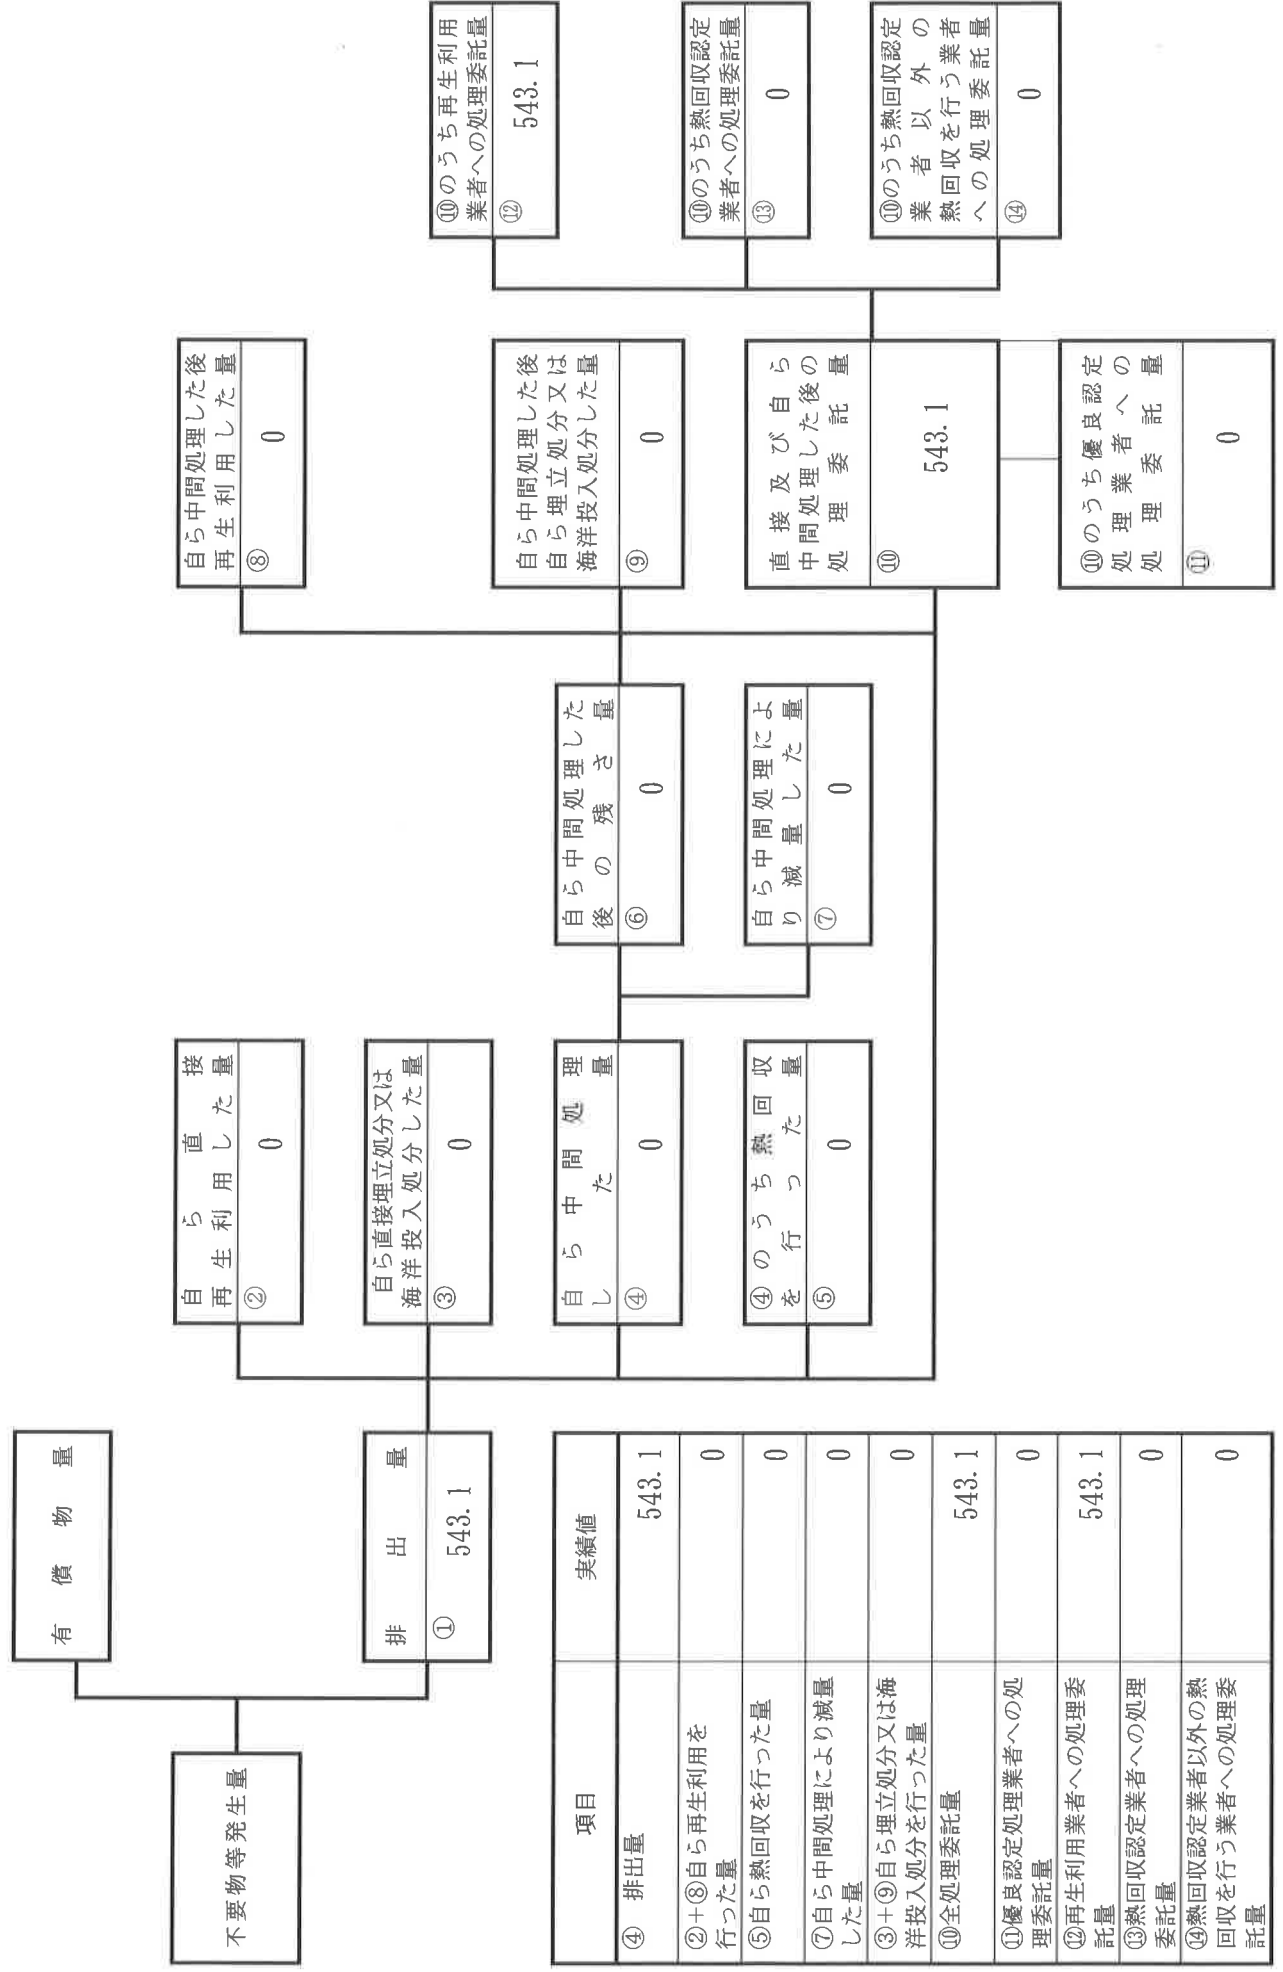 不要物等発生量
有償物量
排出量
①
543.1
自ら直接
再生利用した量
②
0
自ら直接埋立処分又は
海洋投入処分した量
③
0
自ら中間処理
した量
④
0
④のうち熱回収
を行った量
⑤
0
自ら中間処理した
後の残さ量
⑥
0
自ら中間処理によ
り減量した量
⑦
0
自ら中間処理した後
再生利用した量
⑧
0
自ら中間処理した後
自ら埋立処分又は
海洋投入処分した量
⑨
0
直接及び自ら
中間処理した後の
処理委託量
⑩
543.1
⑩のうち優良認定
処理業者への
処理委託量
⑪
0
⑩のうち再生利用
業者への処理委託量
⑫
543.1
⑩のうち熱回収認定
業者への処理委託量
⑬
0
⑩のうち熱回収認定
業者以外の
熱回収を行う業者
への処理委託量
⑭
0
項目 実績値
④ 排出量 543.1
②+⑧自ら再生利用を
行った量 0
⑤自ら熱回収を行った量 0
⑦自ら中間処理により減量
した量 0
③+⑨自ら埋立処分又は海
洋投入処分を行った量 0
⑩全処理委託量 543.1
⑪優良認定処理業者への処
理委託量 0
⑫再生利用業者への処理委
託量 543.1
⑬熱回収認定業者への処理
委託量 0
⑭熱回収認定業者以外の熱
回収を行う業者への処理委
託量 0